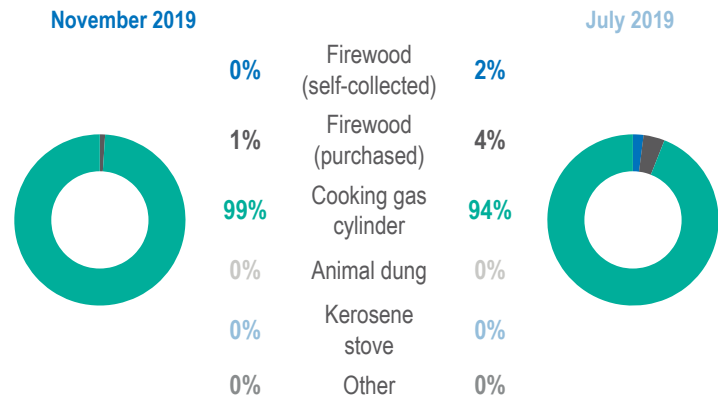 November 2019
July 2019
0%
Firewood
(self-collected)
2%
1%
Firewood
(purchased)
4%
99%
Cooking gas
cylinder
94%
0%
Animal dung
0%
0%
Kerosene
stove
0%
0%
Other
0%